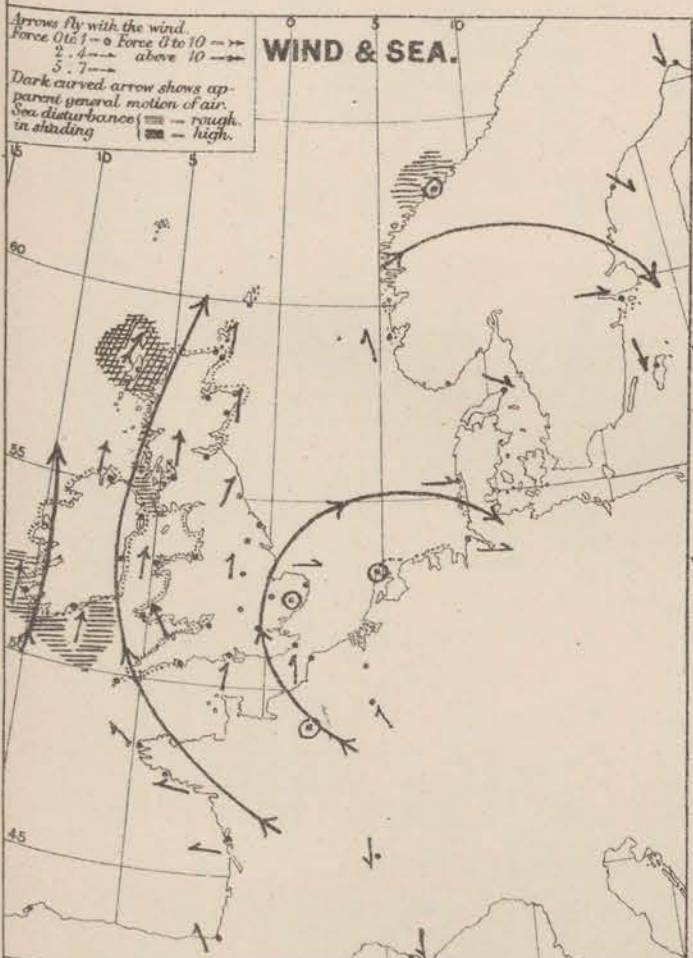 Arrows fly with the wind.
Force 0 to 1 Force 8 to 10
2 . 4 above 10
5 . 7
Dark curved arrow shows ap-
parent general motion of air.
Sea disturbance { rough.
in shading high.
WIND & SEA.
0 5 10
15 10 5
60
55
50
45